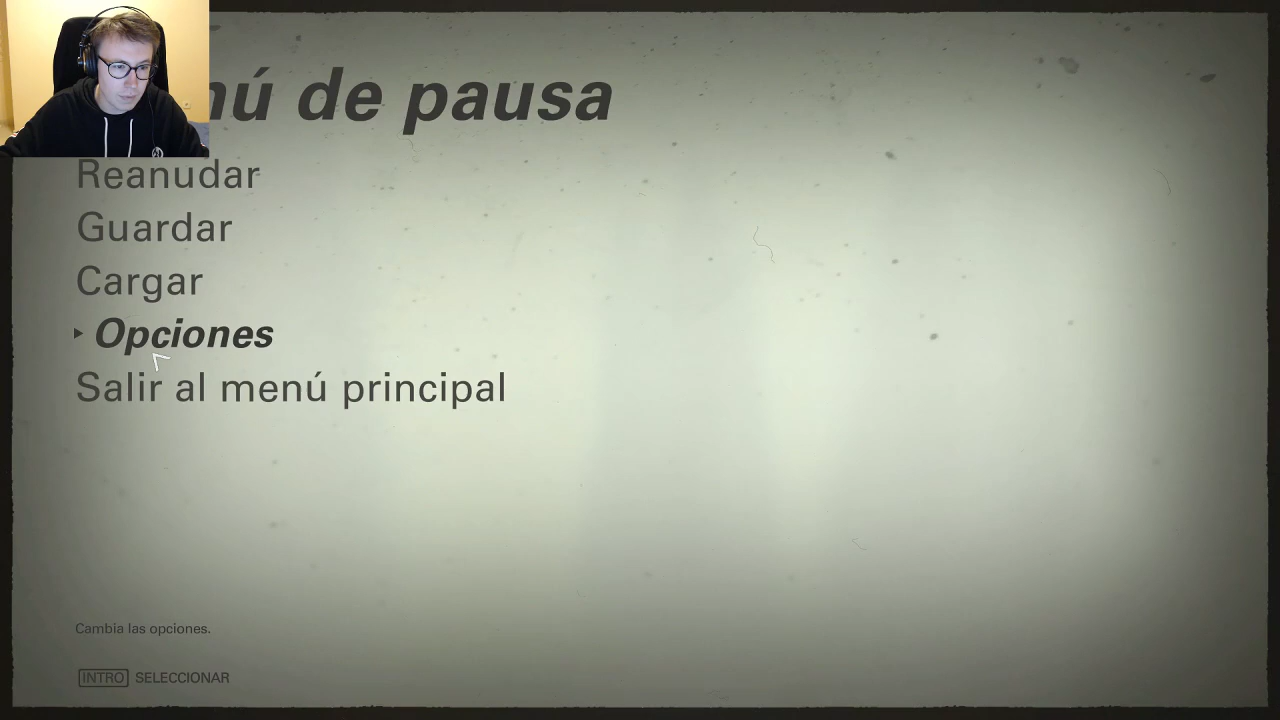 nú de pausa
Reanudar
Guardar
Cargar
Opciones
Salir al menú principal
Cambia las opciones.
INTRO SELECCIONAR